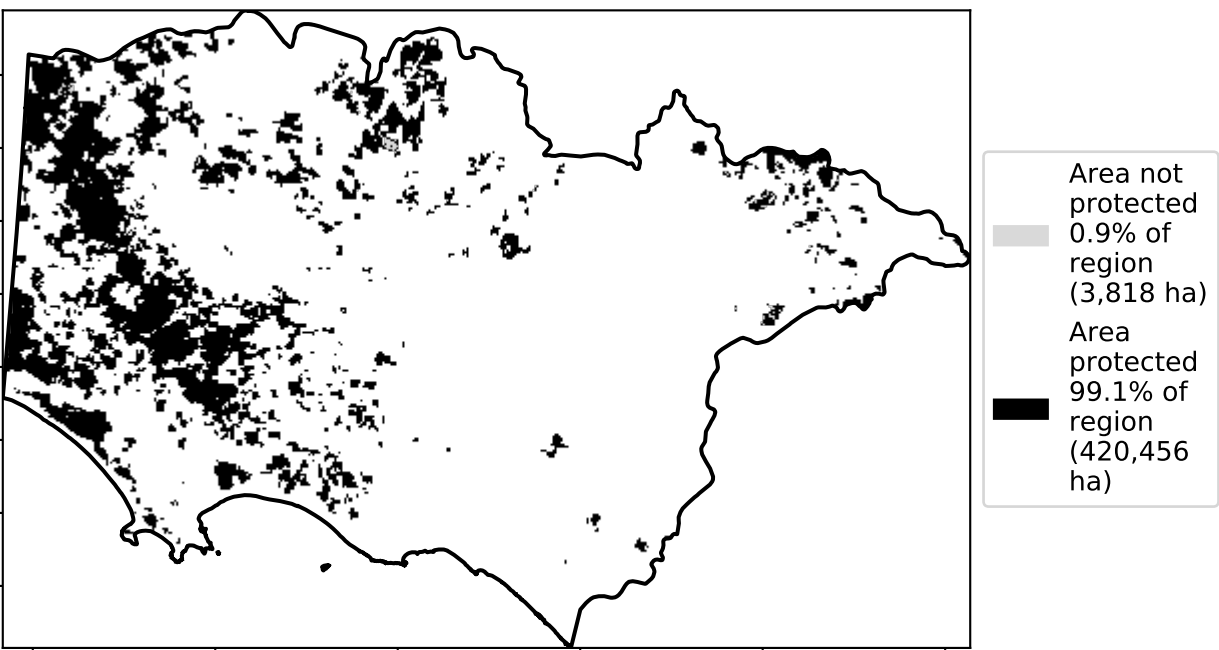 Area not
protected
0.9% of
region
(3,818 ha)
Area
protected
99.1% of
region
(420,456
ha)